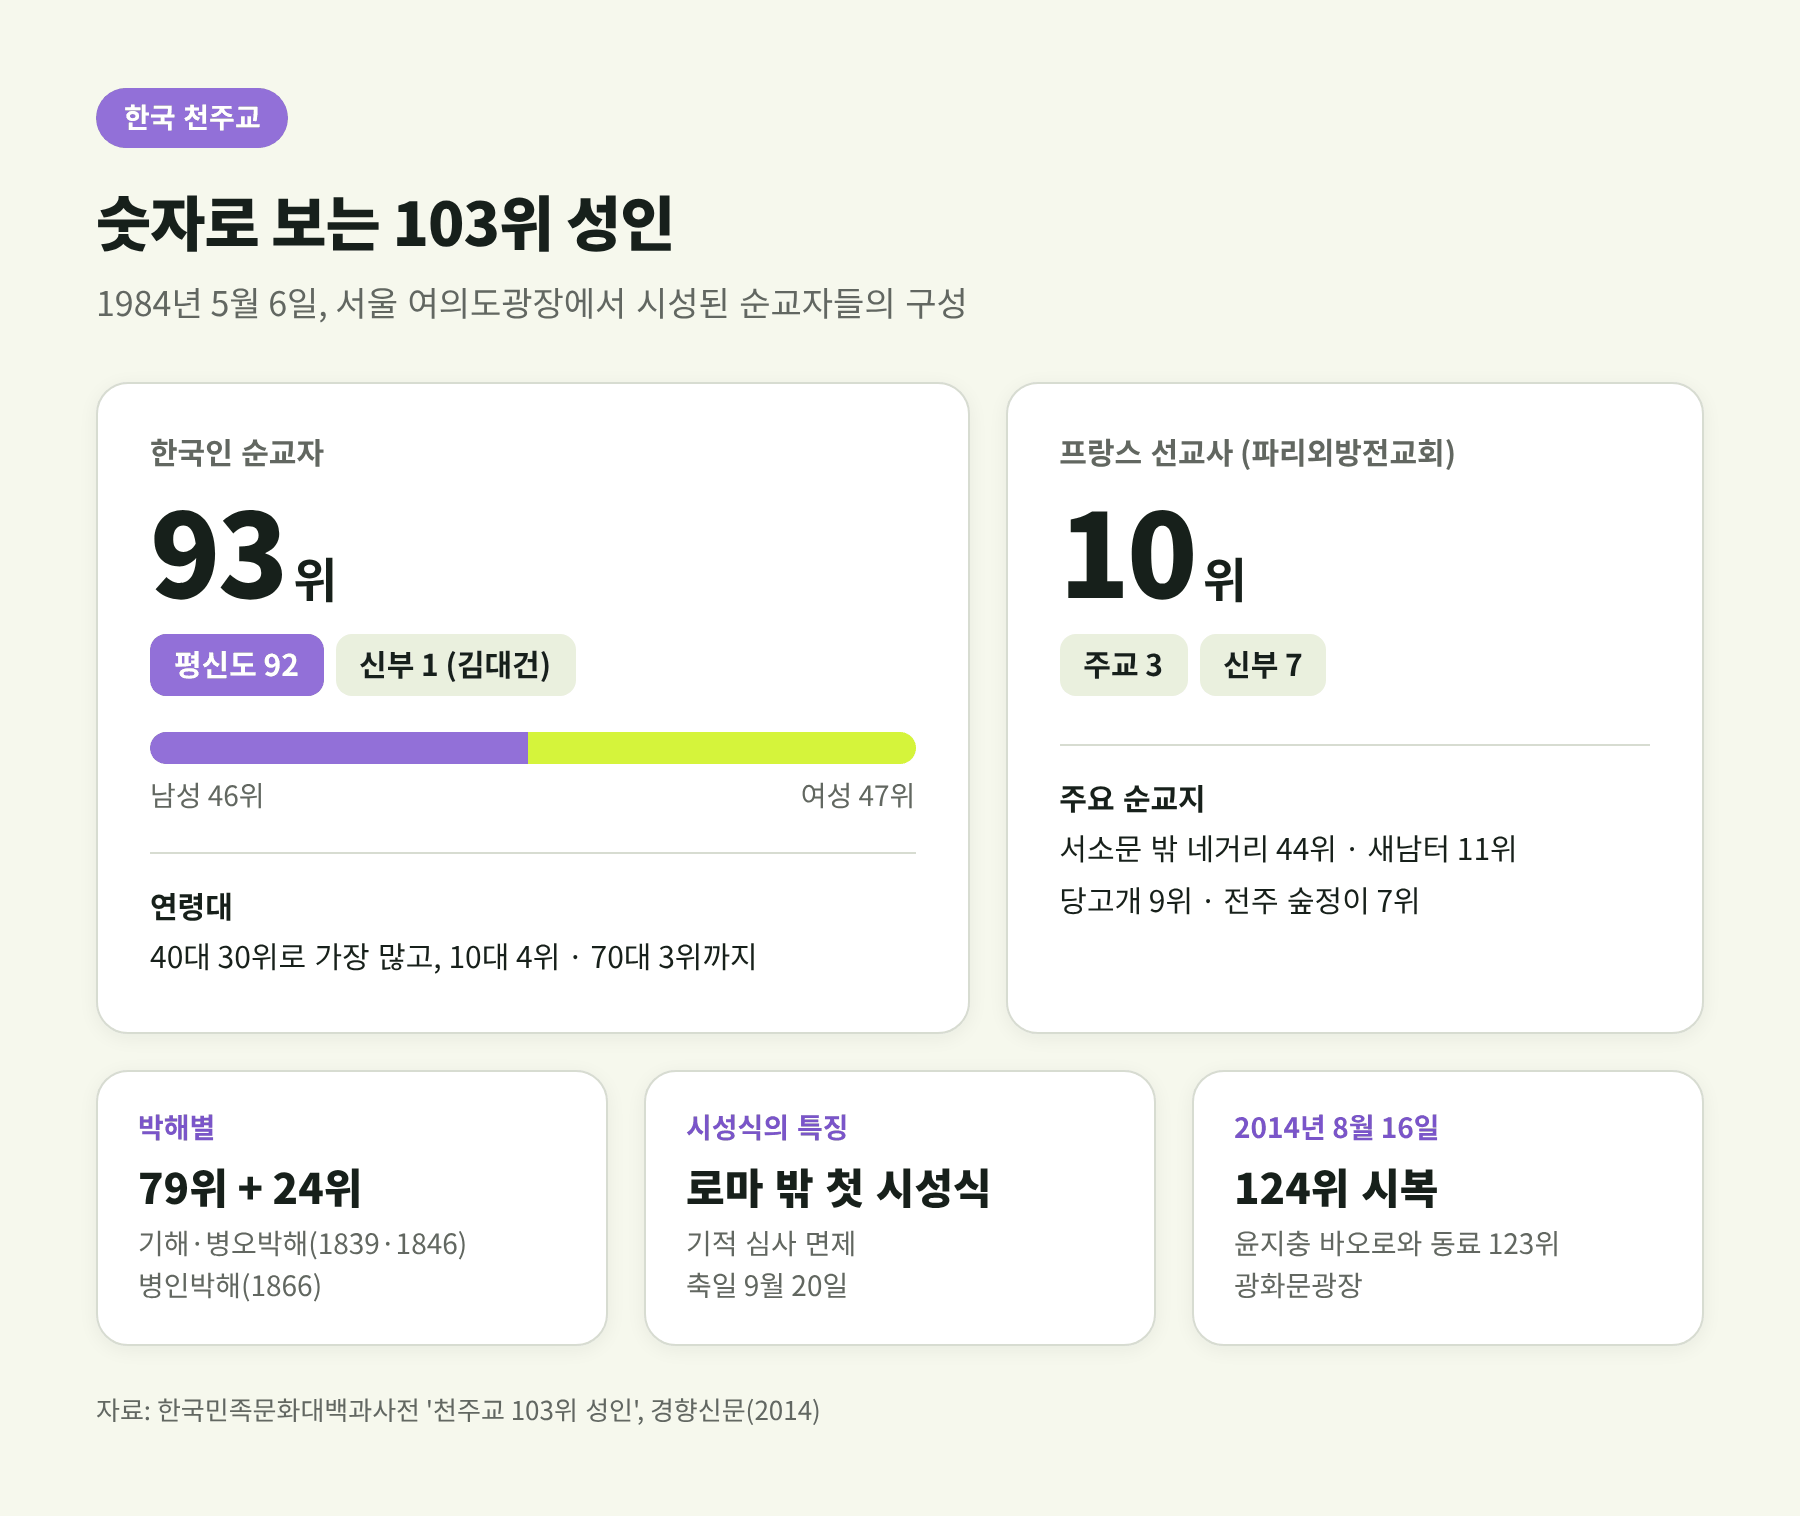 한국 천주교
숫자로 보는 103위 성인
1984년 5월 6일, 서울 여의도광장에서 시성된 순교자들의 구성
한국인 순교자
93위
평신도 92
신부 1 (김대건)
남성 46위
여성 47위
연령대
40대 30위로 가장 많고, 10대 4위 · 70대 3위까지
프랑스 선교사 (파리외방전교회)
10위
주교 3
신부 7
주요 순교지
서소문 밖 네거리 44위 · 새남터 11위
당고개 9위 · 전주 숲정이 7위
박해별
79위 + 24위
기해·병오박해(1839·1846)
병인박해(1866)
시성식의 특징
로마 밖 첫 시성식
기적 심사 면제
축일 9월 20일
2014년 8월 16일
124위 시복
윤지충 바오로와 동료 123위
광화문광장
자료: 한국민족문화대백과사전 '천주교 103위 성인', 경향신문(2014)